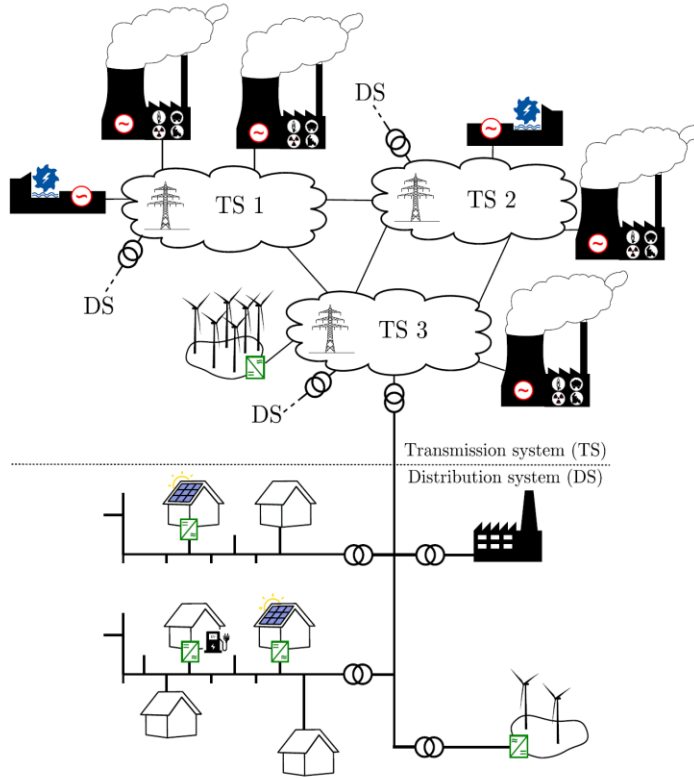 DS
TS 1
TS 2
DS
TS 3
DS
Transmission system (TS)
Distribution system (DS)